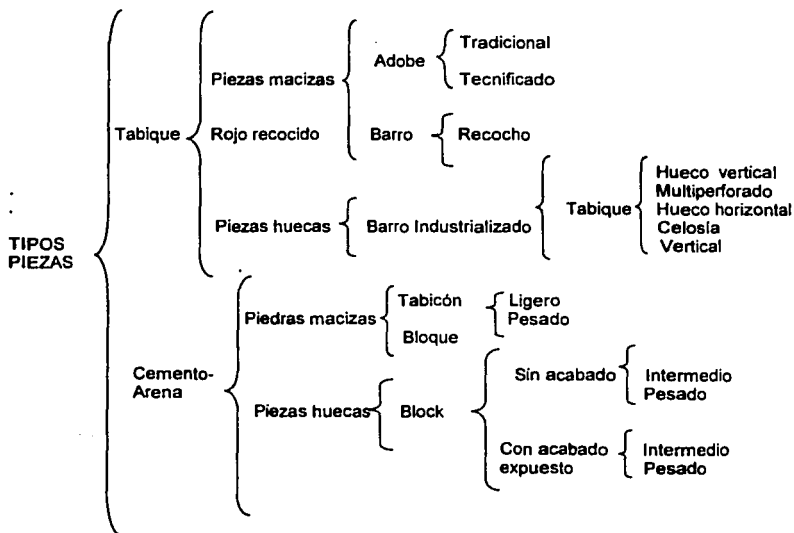 TIPOS
PIEZAS
Tabique
Piezas macizas
Adobe
Tradicional
Tecnificado
Rojo recocido
Barro
Recocho
Piezas huecas
Barro Industrializado
Tabique
Hueco vertical
Multiperforado
Hueco horizontal
Celosía
Vertical
Cemento-
Arena
Piedras macizas
Tabicón
Bloque
Ligero
Pesado
Piezas huecas
Block
Sin acabado
Intermedio
Pesado
Con acabado
expuesto
Intermedio
Pesado